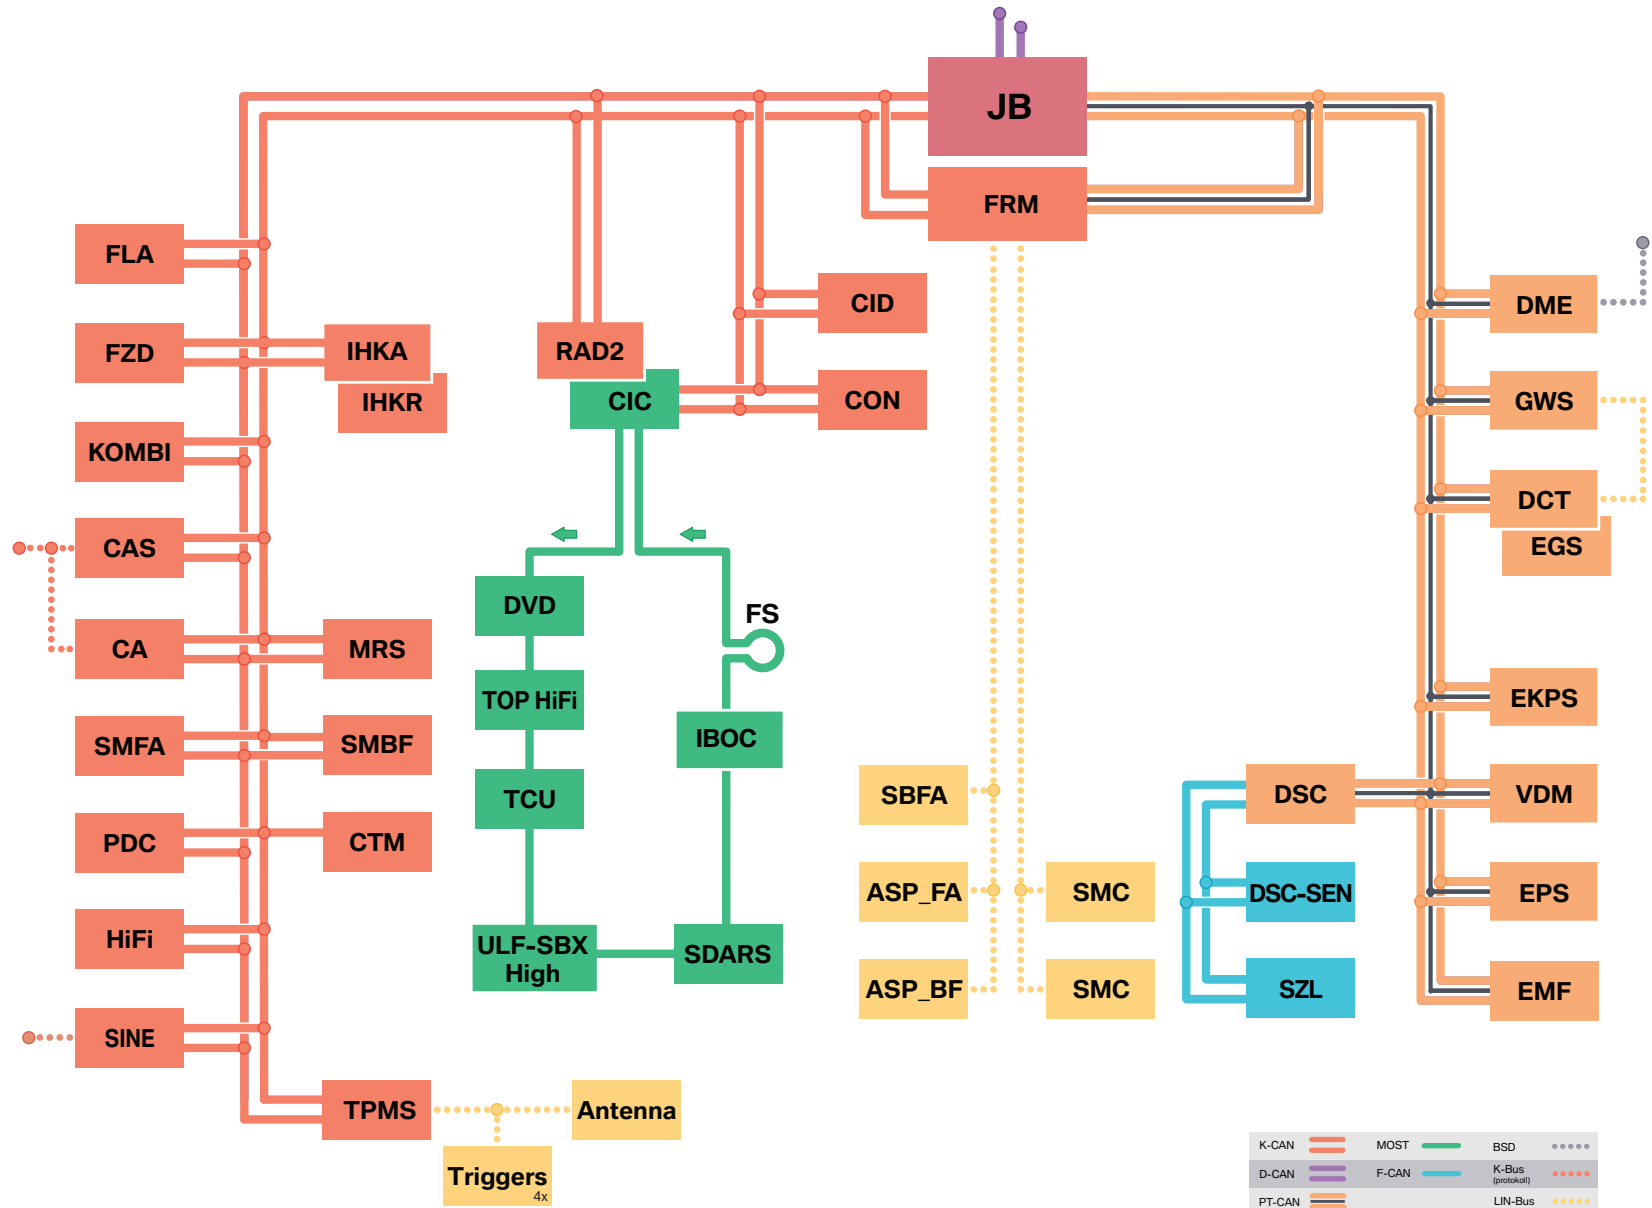 JB
FRM
FLA
CID
DME
FZD
IHKA
RAD2
IHKR
CIC
CON
GWS
KOMBI
CAS
DCT
EGS
DVD
FS
CA
MRS
TOP HiFi
EKPS
SMFA
SMBF
IBOC
TCU
SBFA
DSC
VDM
PDC
CTM
ASP_FA
SMC
DSC-SEN
EPS
HiFi
ULF-SBX
High
SDARS
ASP_BF
SMC
SZL
EMF
SINE
TPMS
Antenna
Triggers
4x
K-CAN
MOST
BSD
D-CAN
F-CAN
K-Bus
(protokoll)
PT-CAN
LIN-Bus